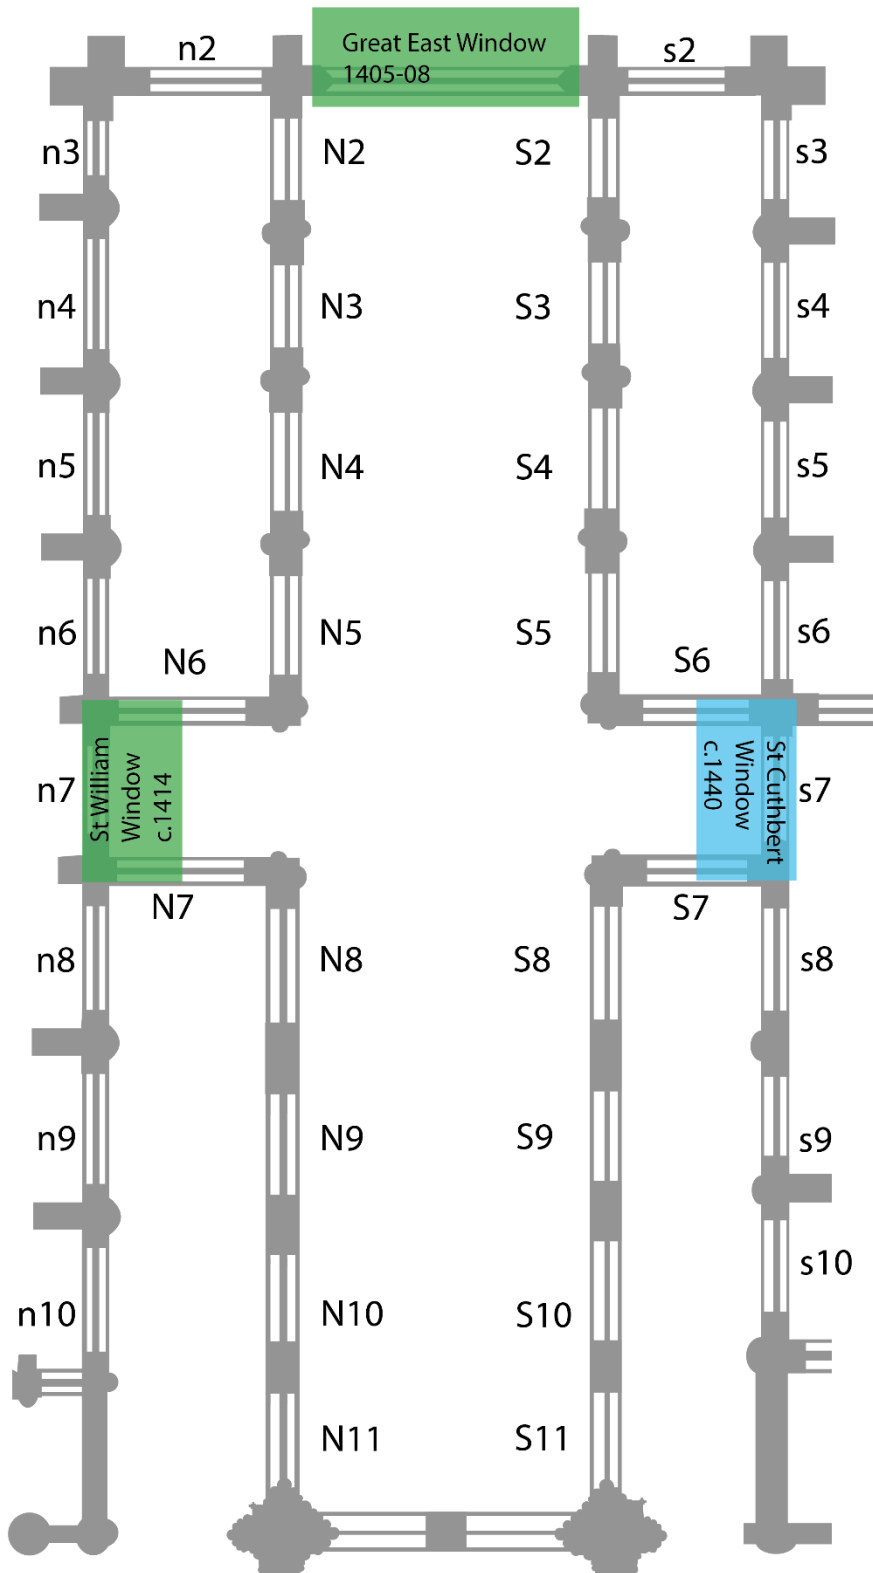 n2
Great East Window
1405-08
s2
n3
N2
S2
s3
n4
N3
S3
s4
n5
N4
S4
s5
n6
N5
S5
s6
N6
S6
n7
St William
Window
c.1414
St Cuthbert
Window
c.1440
s7
N7
S7
n8
N8
S8
s8
n9
N9
S9
s9
s10
n10
N10
S10
N11
S11